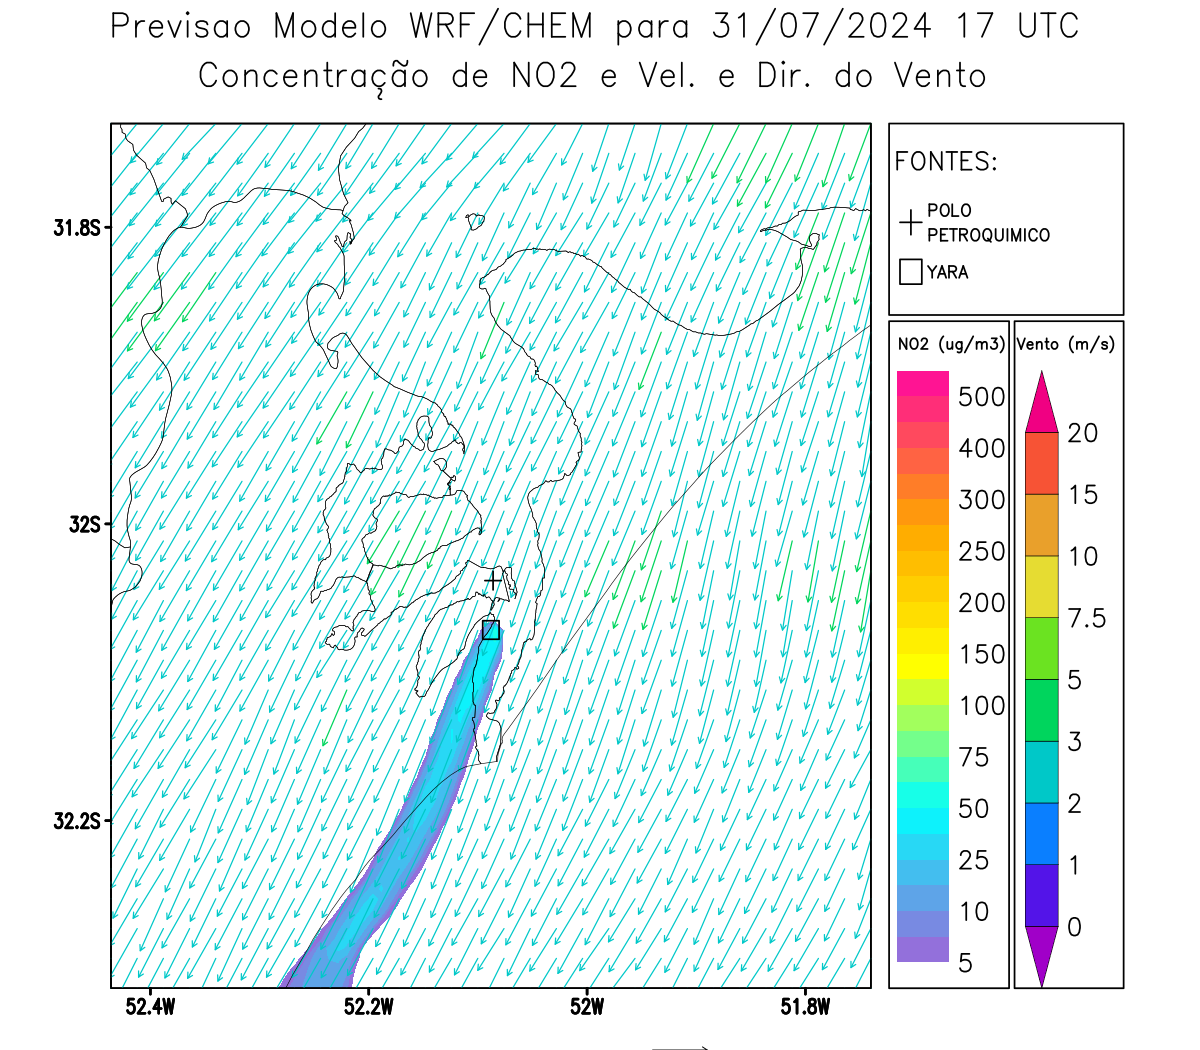 Previsao Modelo WRF/CHEM para 31/07/2024 17 UTC
Concentração de NO2 e Vel. e Dir. do Vento
FONTES:
POLO
PETROQUIMICO
YARA
NO2 (ug/m3) Vento (m/s)
500
400
300
250
200
150
100
75
50
25
10
5
20
15
10
7.5
5
3
2
1
0
31.8S
32S
32.2S
52.4W 52.2W 52W 51.8W